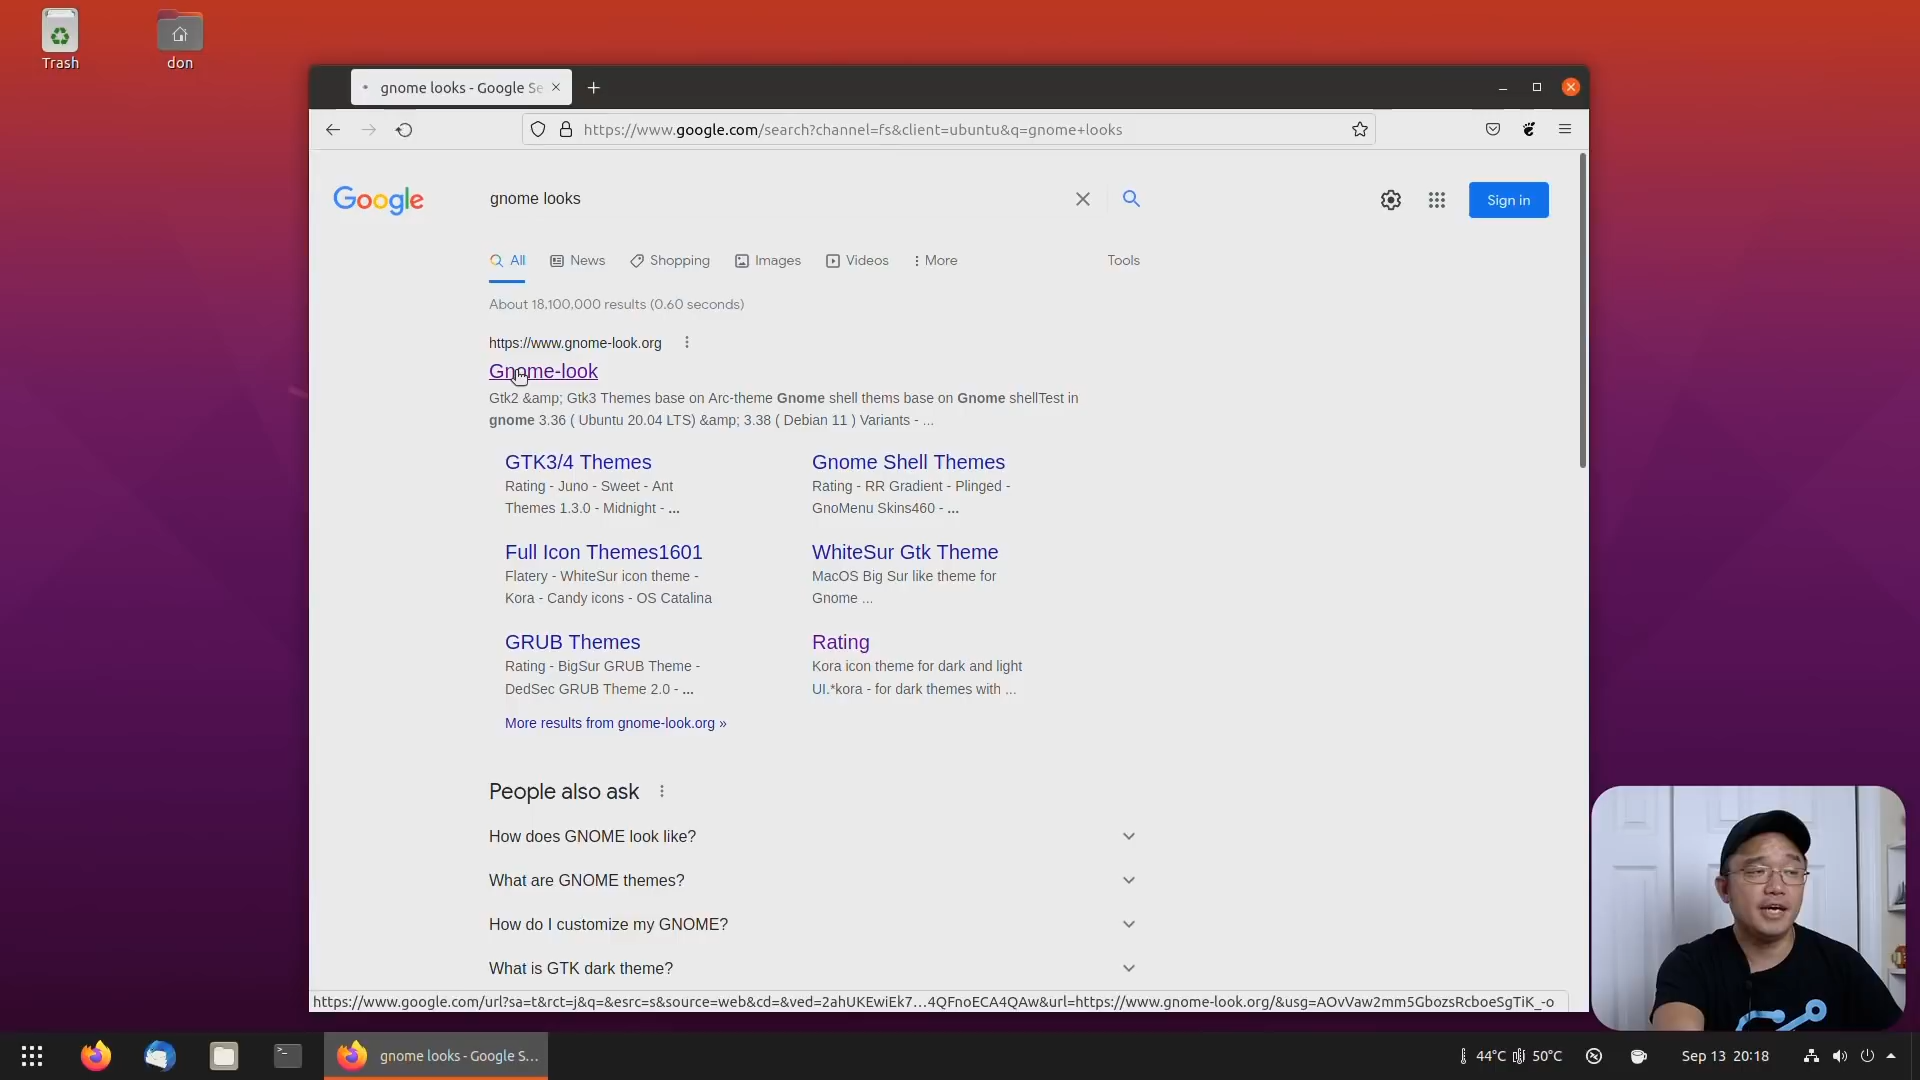 Trash
don
gnome looks - Google Se
https://www.google.com/search?channel=fs&client=ubuntu&q=gnome+looks
Google
gnome looks
Sign in
All
News
Shopping
Images
Videos
More
Tools
About 18,100,000 results (0.60 seconds)
https://www.gnome-look.org
Gnome-look
Gtk2 &amp; Gtk3 Themes base on Arc-theme Gnome shell thems base on Gnome shellTest in
gnome 3.36 ( Ubuntu 20.04 LTS) &amp; 3.38 ( Debian 11 ) Variants - ...
GTK3/4 Themes
Rating - Juno - Sweet - Ant
Themes 1.3.0 - Midnight - ...
Gnome Shell Themes
Rating - RR Gradient - Plinged -
GnoMenu Skins460 - ...
Full Icon Themes1601
Flatery - WhiteSur icon theme -
Kora - Candy icons - OS Catalina
WhiteSur Gtk Theme
MacOS Big Sur like theme for
Gnome ...
GRUB Themes
Rating - BigSur GRUB Theme -
DedSec GRUB Theme 2.0 - ...
Rating
Kora icon theme for dark and light
UI.*kora - for dark themes with ...
More results from gnome-look.org »
People also ask
How does GNOME look like?
What are GNOME themes?
How do I customize my GNOME?
What is GTK dark theme?
https://www.google.com/url?sa=t&rct=j&q=&esrc=s&source=web&cd=&ved=2ahUKEwiEk7…4QFnoECA4QAw&url=https://www.gnome-look.org/&usg=AOvVaw2mm5GbozsRcboeSgTiK_-o
gnome looks - Google S...
44°C
50°C
Sep 13 20:18